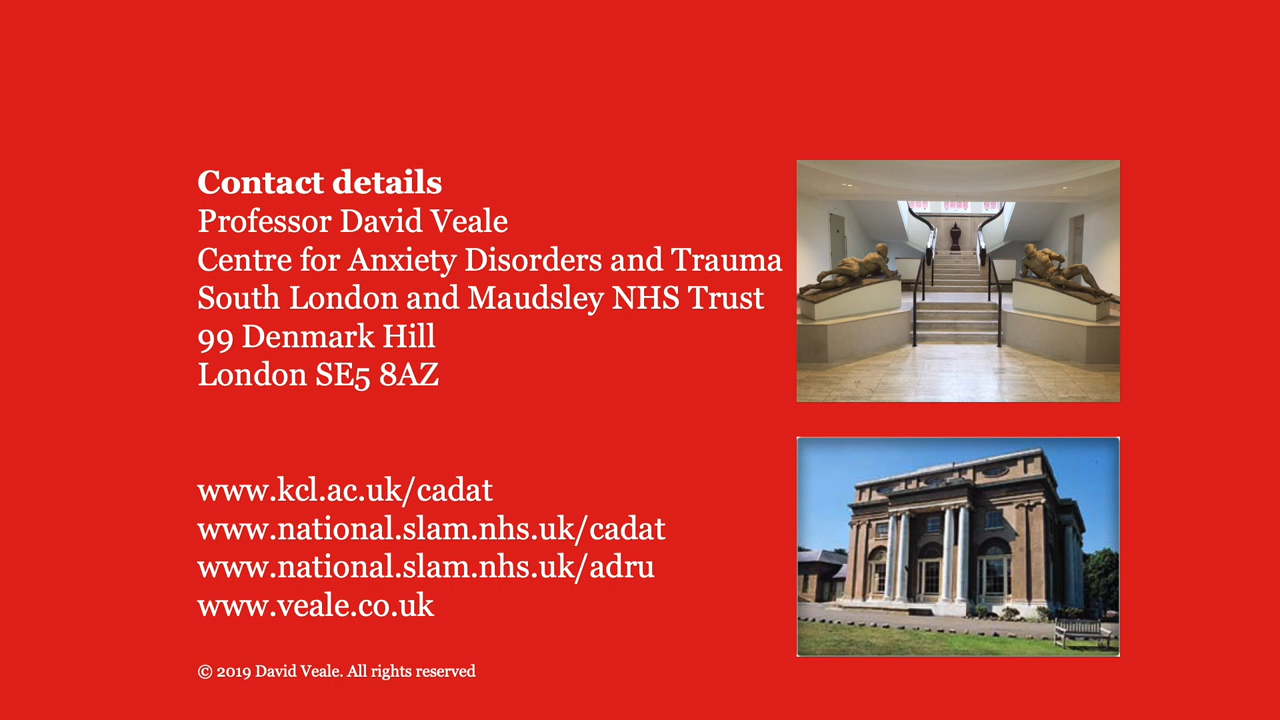 Contact details
Professor David Veale
Centre for Anxiety Disorders and Trauma
South London and Maudsley NHS Trust
99 Denmark Hill
London SE5 8AZ
www.kcl.ac.uk/cadat
www.national.slam.nhs.uk/cadat
www.national.slam.nhs.uk/adru
www.veale.co.uk
© 2019 David Veale. All rights reserved